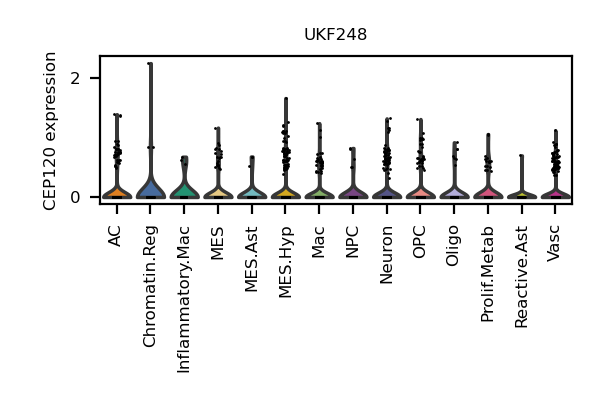 UKF248
CEP120 expression
2
0
AC
Chromatin.Reg
Inflammatory.Mac
MES
MES.Ast
MES.Hyp
Mac
NPC
Neuron
OPC
Oligo
Prolif.Metab
Reactive.Ast
Vasc